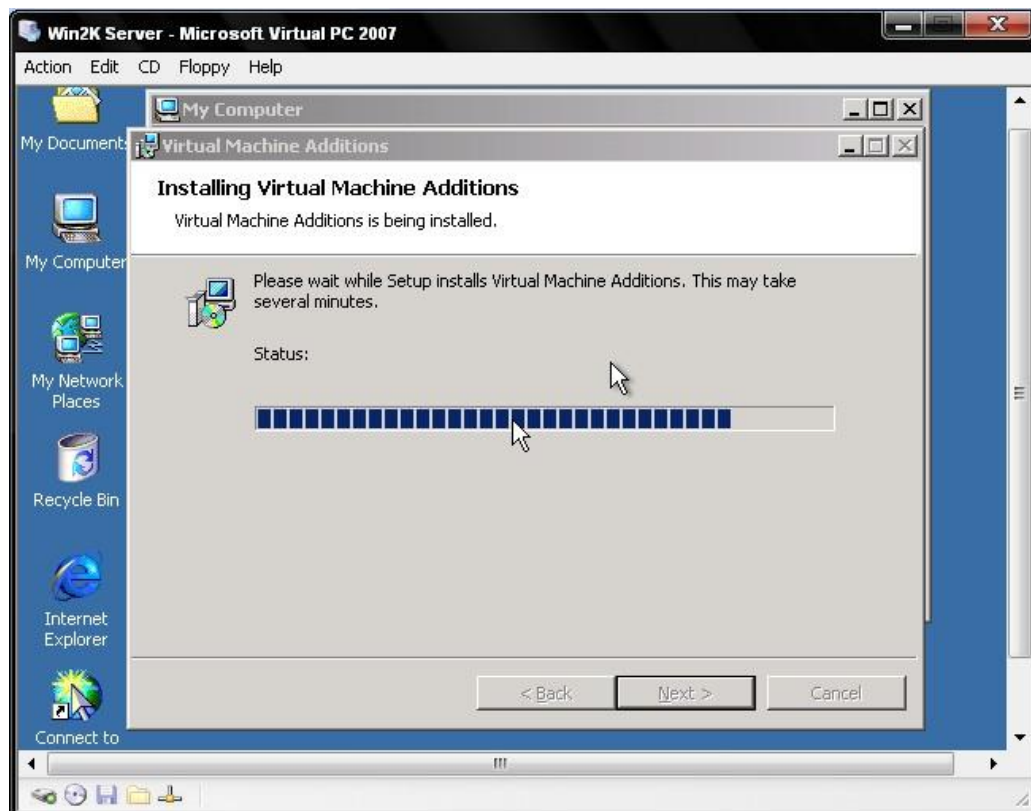 Win2K Server - Microsoft Virtual PC 2007
Action Edit CD Floppy Help
My Documents
My Computer
Virtual Machine Additions
Installing Virtual Machine Additions
Virtual Machine Additions is being installed.
My Computer
Please wait while Setup installs Virtual Machine Additions. This may take
several minutes.
Status:
My Network
Places
Recycle Bin
Internet
Explorer
< Back Next > Cancel
Connect to